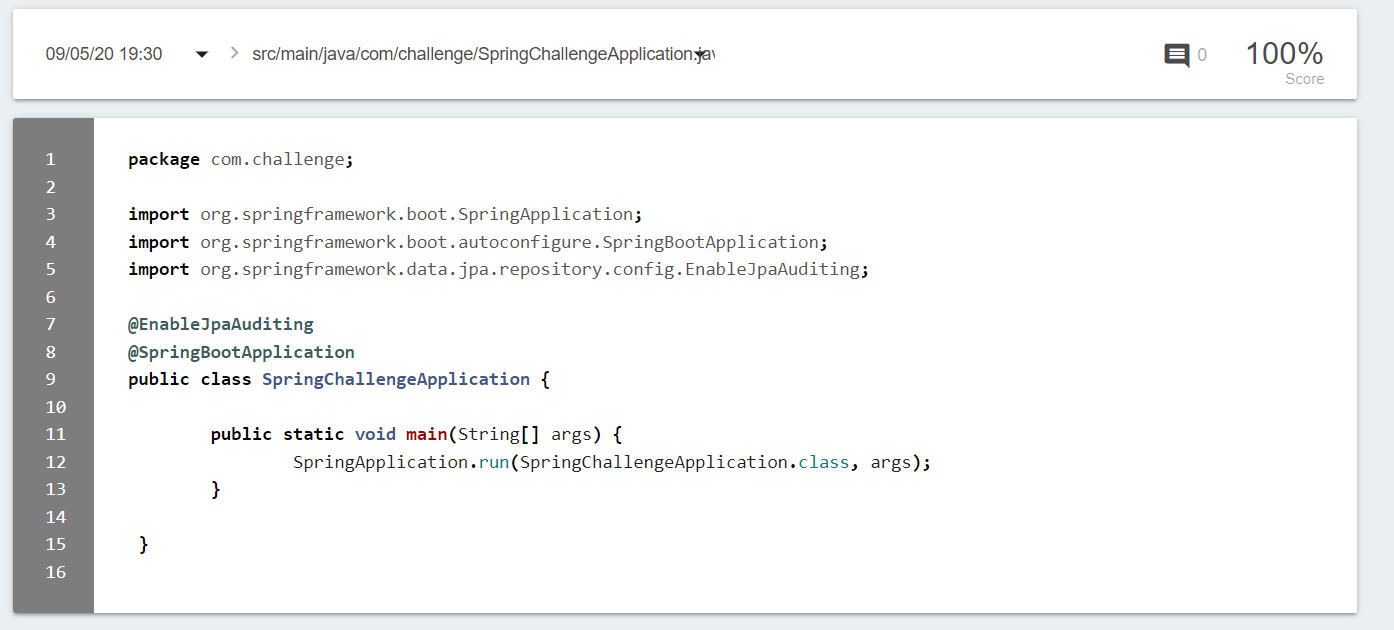 09/05/20 19:30 src/main/java/com/challenge/SpringChallengeApplication.jav 0 100%
Score
1 package com.challenge;
2
3 import org.springframework.boot.SpringApplication;
4 import org.springframework.boot.autoconfigure.SpringBootApplication;
5 import org.springframework.data.jpa.repository.config.EnableJpaAuditing;
6
7 @EnableJpaAuditing
8 @SpringBootApplication
9 public class SpringChallengeApplication {
10
11 public static void main(String[] args) {
12 SpringApplication.run(SpringChallengeApplication.class, args);
13 }
14
15 }
16